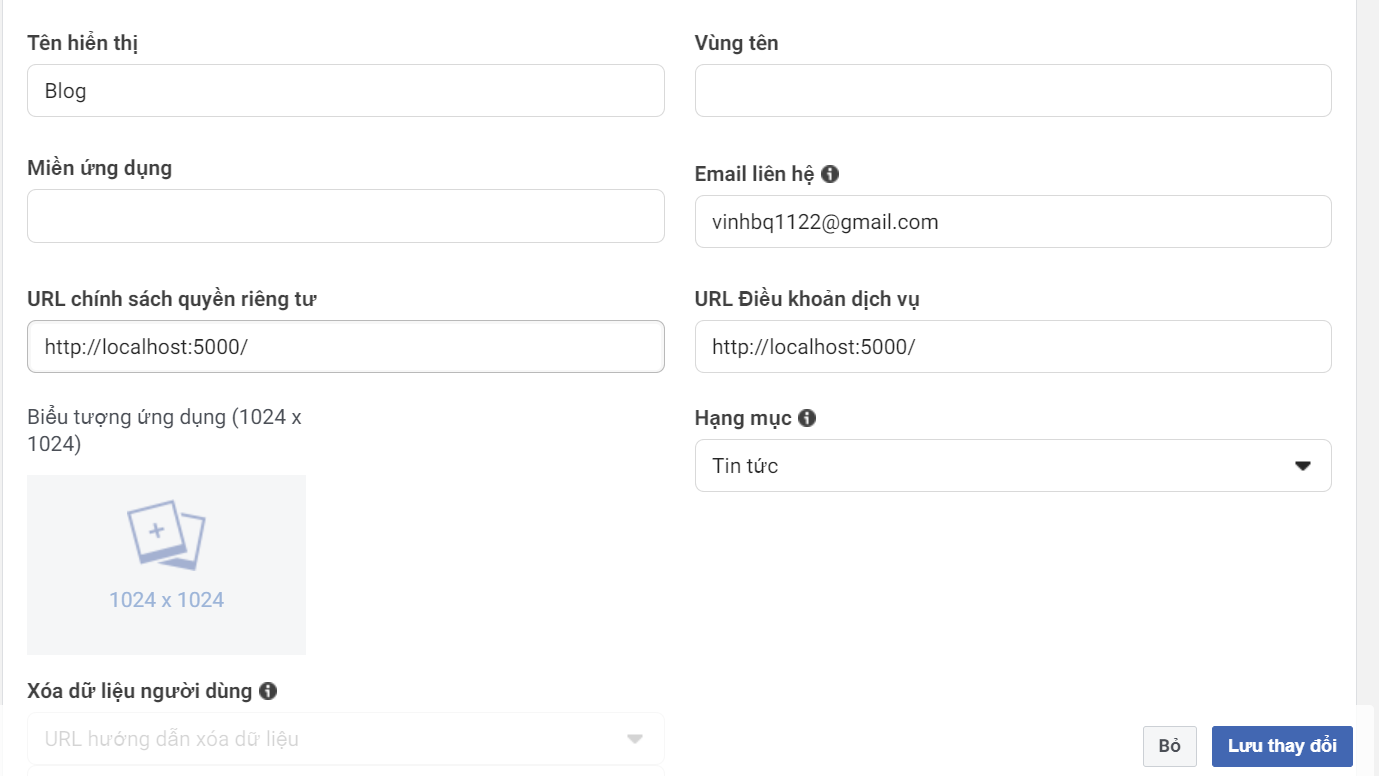 Tên hiển thị
Vùng tên
Blog
Miền ứng dụng
Email liên hệ
vinhbq1122@gmail.com
URL chính sách quyền riêng tư
URL Điều khoản dịch vụ
http://localhost:5000/
http://localhost:5000/
Biểu tượng ứng dụng (1024 x
1024)
Hạng mục
Tin tức
1024 x 1024
Xóa dữ liệu người dùng
URL hướng dẫn xóa dữ liệu
Bỏ
Lưu thay đổi